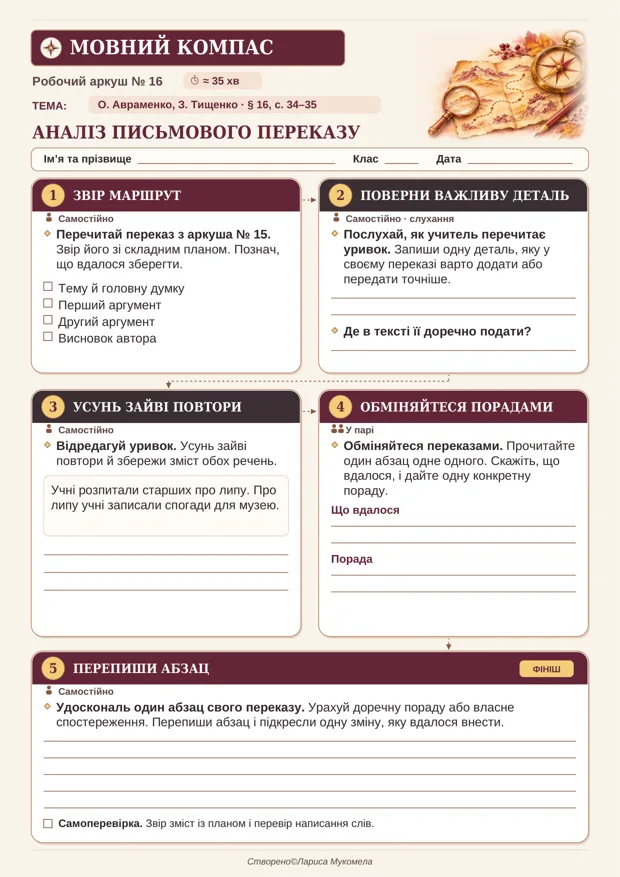 МОВНИЙ КОМПАС
Робочий аркуш № 16
≈ 35 хв
ТЕМА:
О. Авраменко, З. Тищенко · § 16, с. 34–35
АНАЛІЗ ПИСЬМОВОГО ПЕРЕКАЗУ
Ім’я та прізвище
Клас
Дата
1 ЗВІР МАРШРУТ
Самостійно
Перечитай переказ з аркуша № 15.
Звір його зі складним планом. Познач,
що вдалося зберегти.
Тему й головну думку
Перший аргумент
Другий аргумент
Висновок автора
2 ПОВЕРНИ ВАЖЛИВУ ДЕТАЛЬ
Самостійно · слухання
Послухай, як учитель перечитає
уривок. Запиши одну деталь, яку у
своєму переказі варто додати або
передати точніше.
Де в тексті її доречно подати?
3 УСУНЬ ЗАЙВІ ПОВТОРИ
Самостійно
Відредагуй уривок. Усунь зайві
повтори й збережи зміст обох речень.
Учні розпитали старших про липу. Про
липу учні записали спогади для музею.
4 ОБМІНЯЙТЕСЯ ПОРАДАМИ
У парі
Обміняйтеся переказами. Прочитайте
один абзац одне одного. Скажіть, що
вдалося, і дайте одну конкретну
пораду.
Що вдалося
Порада
5 ПЕРЕПИШИ АБЗАЦ
ФІНІШ
Самостійно
Удоскональ один абзац свого переказу. Урахуй доречну пораду або власне
спостереження. Перепиши абзац і підкресли одну зміну, яку вдалося внести.
Самоперевірка. Звір зміст із планом і перевір написання слів.
Створено©Лариса Мукомела